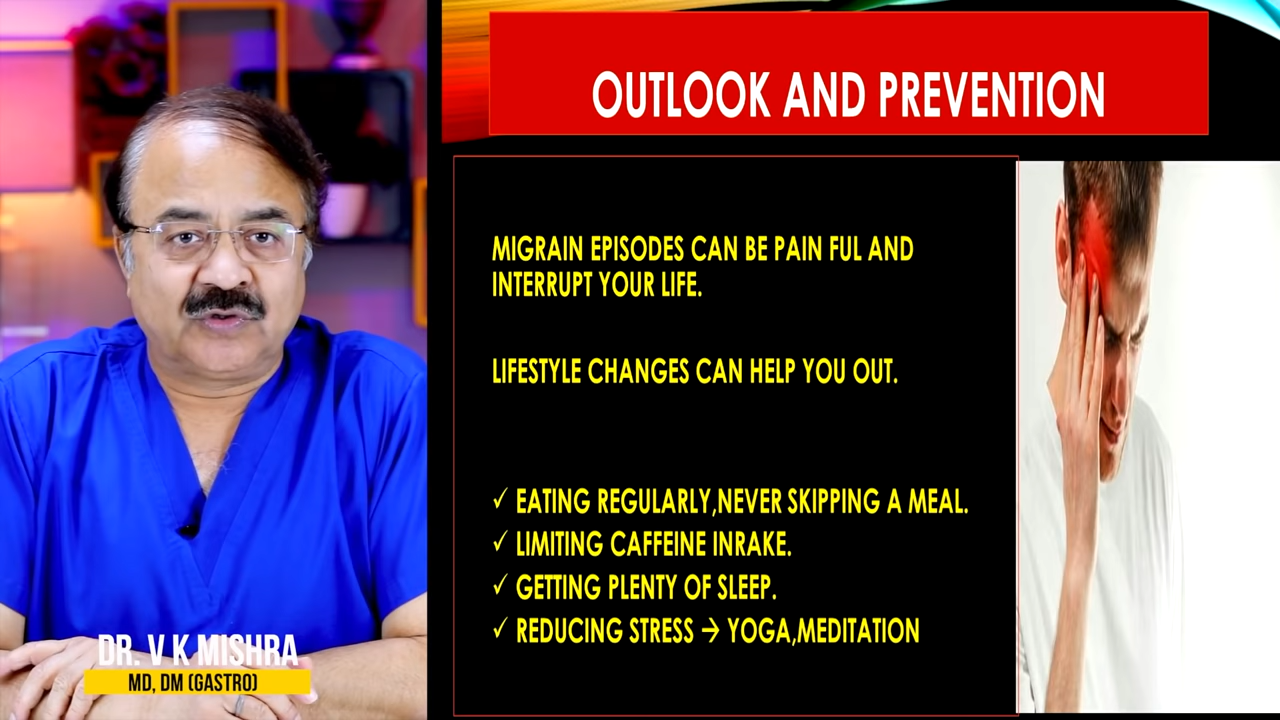 OUTLOOK AND PREVENTION
MIGRAIN EPISODES CAN BE PAIN FUL AND
INTERRUPT YOUR LIFE.
LIFESTYLE CHANGES CAN HELP YOU OUT.
✓ EATING REGULARLY,NEVER SKIPPING A MEAL.
✓ LIMITING CAFFEINE INRAKE.
✓ GETTING PLENTY OF SLEEP.
✓ REDUCING STRESS → YOGA,MEDITATION
DR. V K MISHRA
MD, DM (GASTRO)